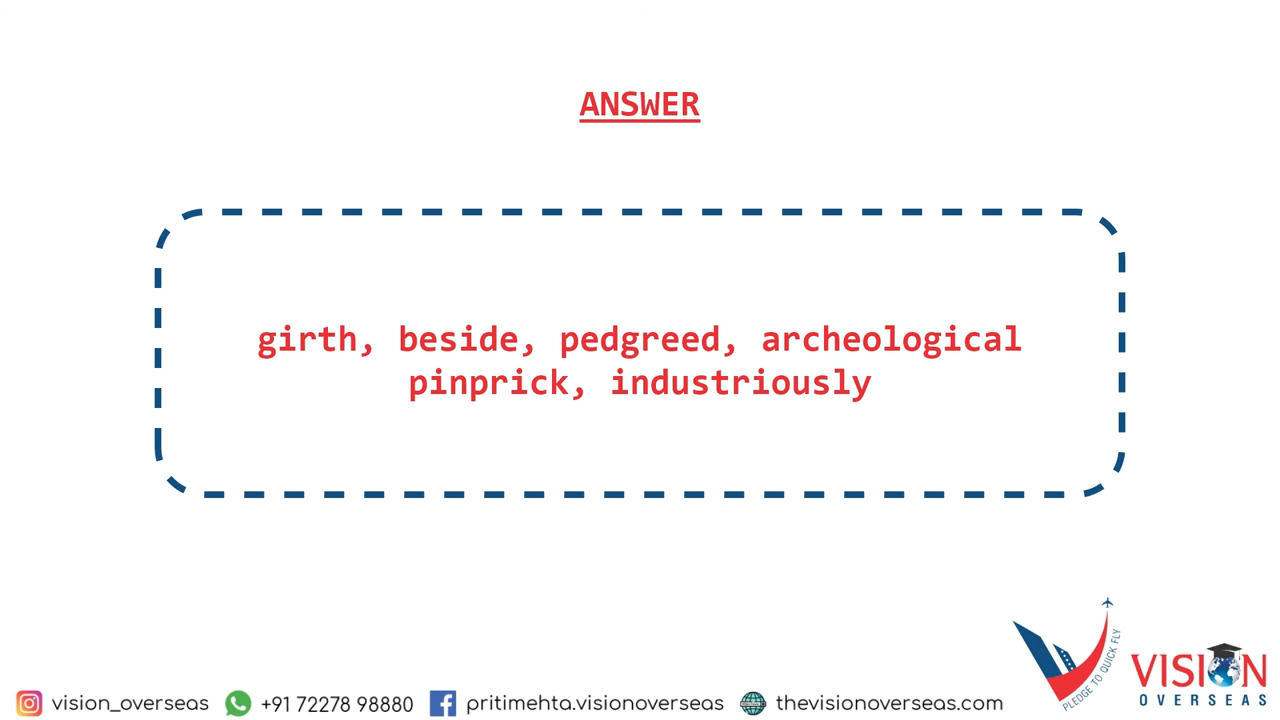 ANSWER
girth, beside, pedgreed, archeological
pinprick, industriously
PLEDGE TO QUICK FLY
VISION
OVERSEAS
vision_overseas +91 72278 98880 pritimehta.visionoverseas thevisionoverseas.com